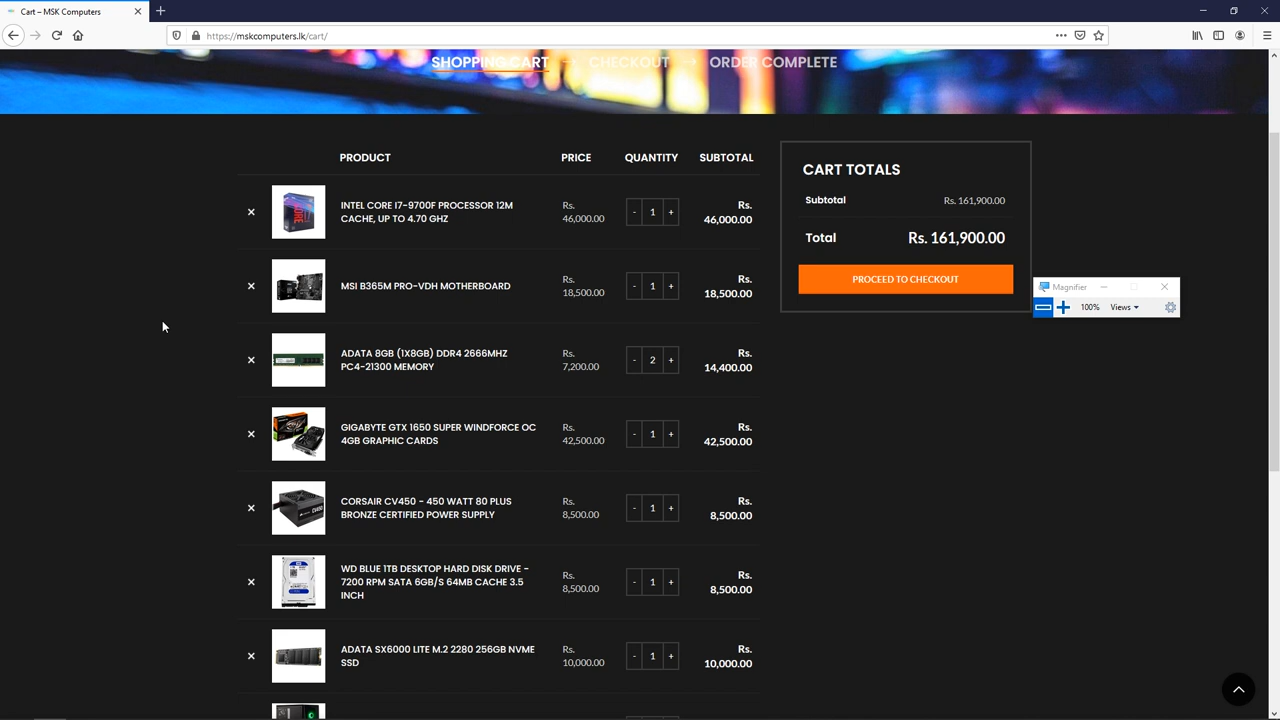 Cart – MSK Computers
https://mskcomputers.lk/cart/
SHOPPING CART → CHECKOUT → ORDER COMPLETE
PRODUCT PRICE QUANTITY SUBTOTAL
INTEL CORE I7-9700F PROCESSOR 12M
CACHE, UP TO 4.70 GHZ
Rs.
46,000.00
- 1 +
Rs.
46,000.00
MSI B365M PRO-VDH MOTHERBOARD
Rs.
18,500.00
- 1 +
Rs.
18,500.00
ADATA 8GB (1X8GB) DDR4 2666MHZ
PC4-21300 MEMORY
Rs.
7,200.00
- 2 +
Rs.
14,400.00
GIGABYTE GTX 1650 SUPER WINDFORCE OC
4GB GRAPHIC CARDS
Rs.
42,500.00
- 1 +
Rs.
42,500.00
CORSAIR CV450 - 450 WATT 80 PLUS
BRONZE CERTIFIED POWER SUPPLY
Rs.
8,500.00
- 1 +
Rs.
8,500.00
WD BLUE 1TB DESKTOP HARD DISK DRIVE -
7200 RPM SATA 6GB/S 64MB CACHE 3.5
INCH
Rs.
8,500.00
- 1 +
Rs.
8,500.00
ADATA SX6000 LITE M.2 2280 256GB NVME
SSD
Rs.
10,000.00
- 1 +
Rs.
10,000.00
CART TOTALS
Subtotal Rs. 161,900.00
Total Rs. 161,900.00
PROCEED TO CHECKOUT
Magnifier
100% Views